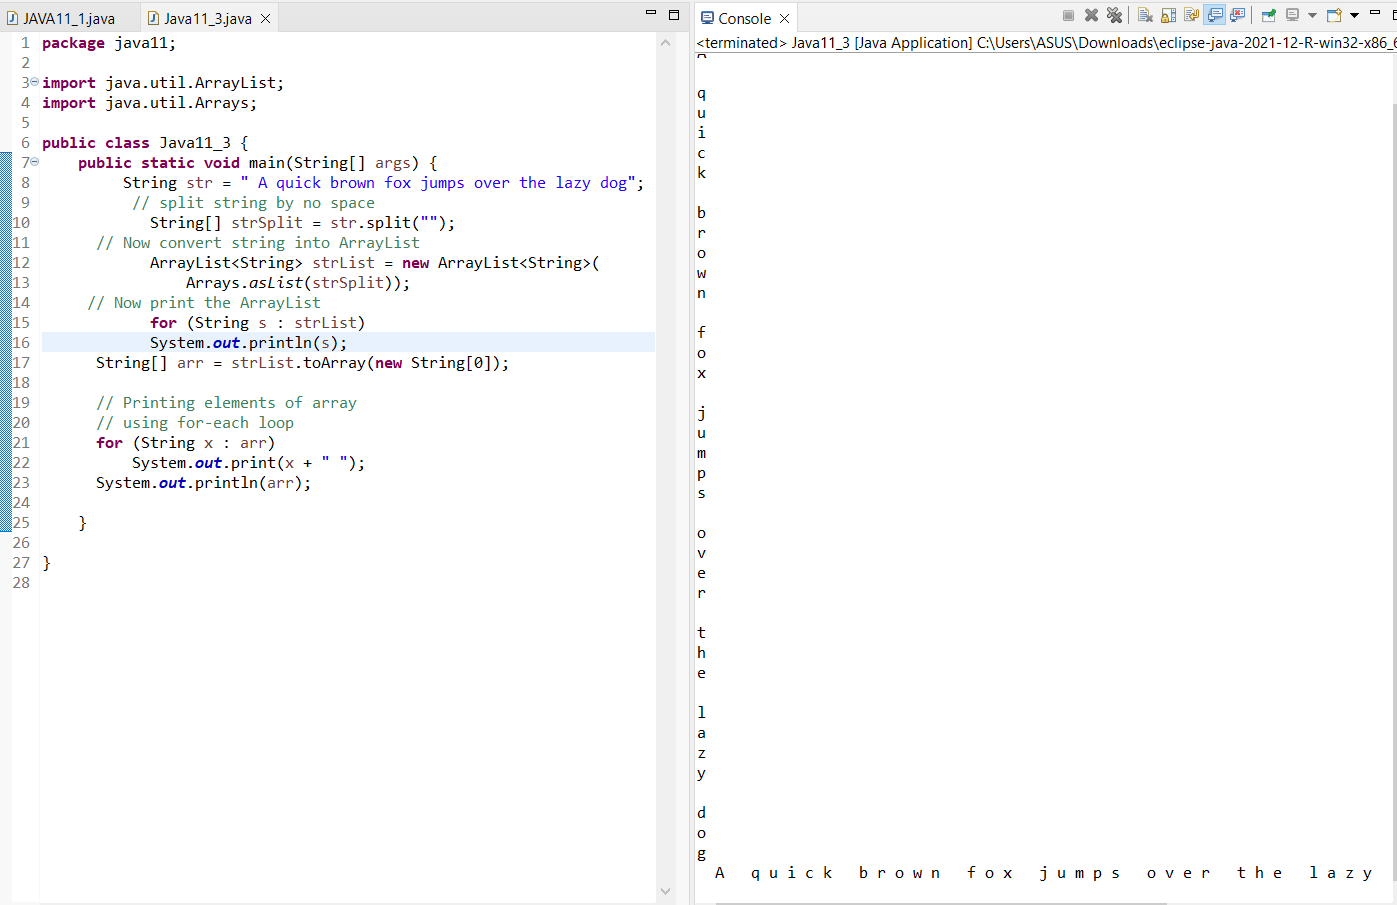 JAVA11_1.java
Java11_3.java
1 package java11;
2
3 import java.util.ArrayList;
4 import java.util.Arrays;
5
6 public class Java11_3 {
7     public static void main(String[] args) {
8          String str = " A quick brown fox jumps over the lazy dog";
9           // split string by no space
10             String[] strSplit = str.split("");
11       // Now convert string into ArrayList
12             ArrayList<String> strList = new ArrayList<String>(
13                 Arrays.asList(strSplit));
14      // Now print the ArrayList
15             for (String s : strList)
16             System.out.println(s);
17       String[] arr = strList.toArray(new String[0]);
18
19       // Printing elements of array
20       // using for-each loop
21       for (String x : arr)
22           System.out.print(x + " ");
23       System.out.println(arr);
24
25     }
26
27 }
28
Console
<terminated> Java11_3 [Java Application] C:\Users\ASUS\Downloads\eclipse-java-2021-12-R-win32-x86_6
A

q
u
i
c
k

b
r
o
w
n

f
o
x

j
u
m
p
s

o
v
e
r

t
h
e

l
a
z
y

d
o
g
  A   q u i c k   b r o w n   f o x   j u m p s   o v e r   t h e   l a z y